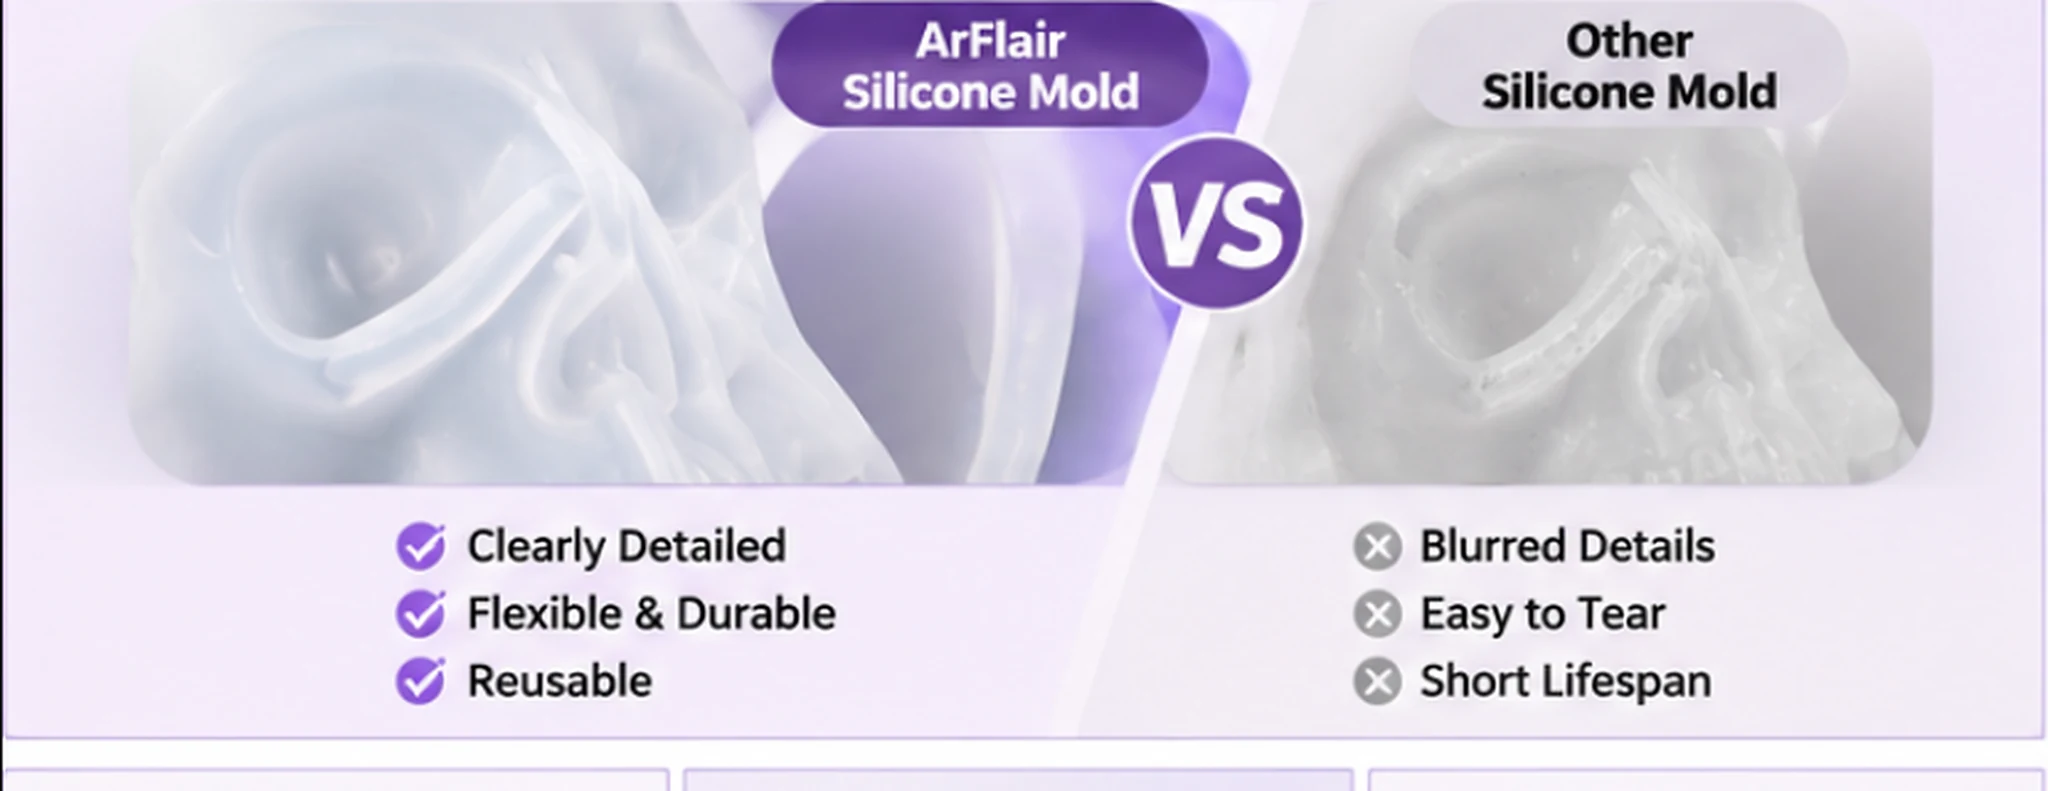 ArFlair
Silicone Mold
VS
Other
Silicone Mold
Clearly Detailed
Flexible & Durable
Reusable
Blurred Details
Easy to Tear
Short Lifespan